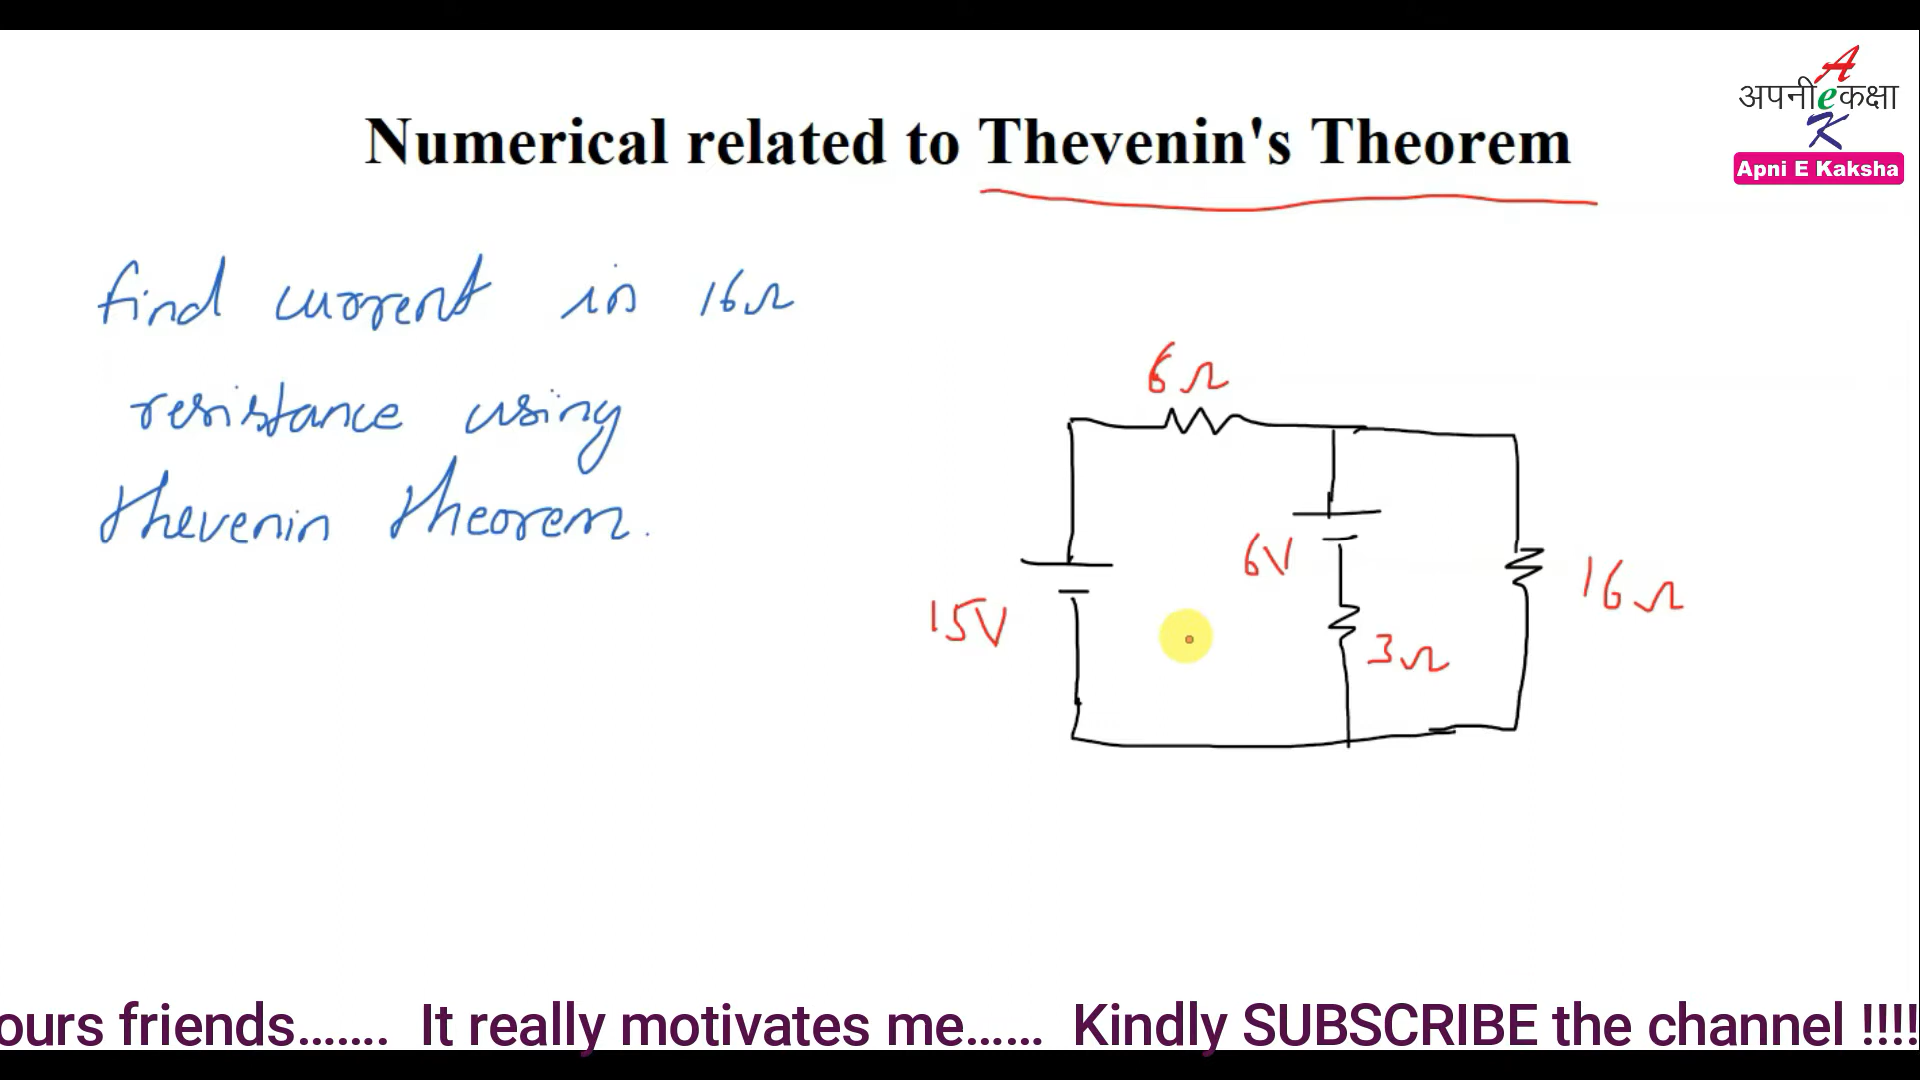 A
अपनी e कक्षा
K
Apni E Kaksha
Numerical related to Thevenin's Theorem
find current in 16Ω
resistance using
thevenin theorem.
6Ω
6V
16Ω
15V
3Ω
ours friends....... It really motivates me...... Kindly SUBSCRIBE the channel !!!!